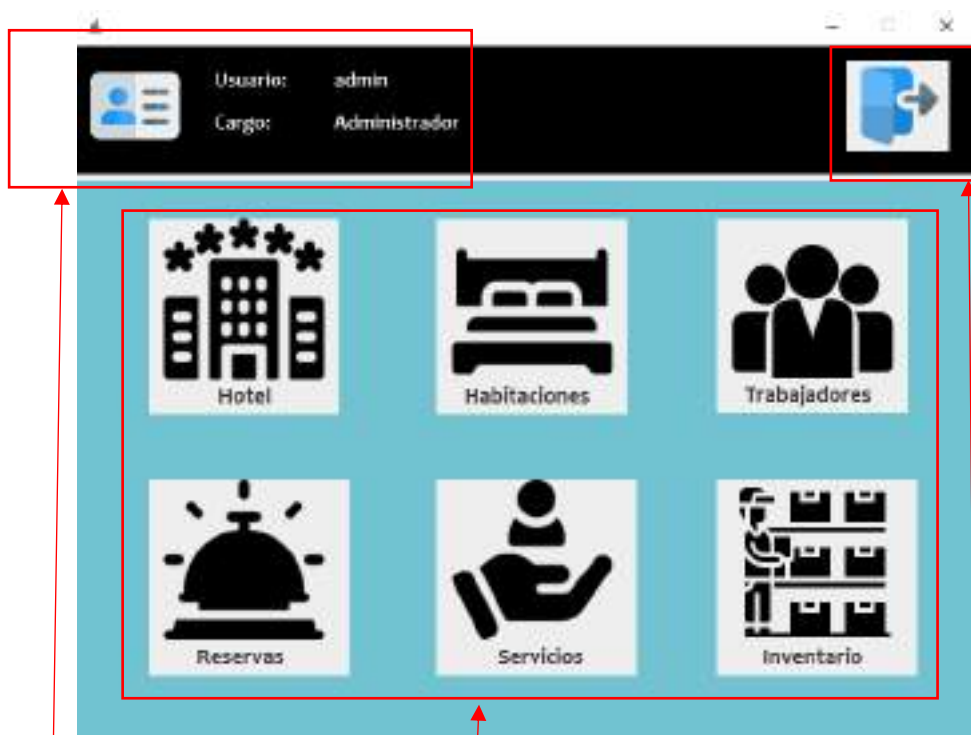 Usuario: admin
Cargo: Administrador
Hotel Habitaciones Trabajadores
Reservas Servicios Inventario